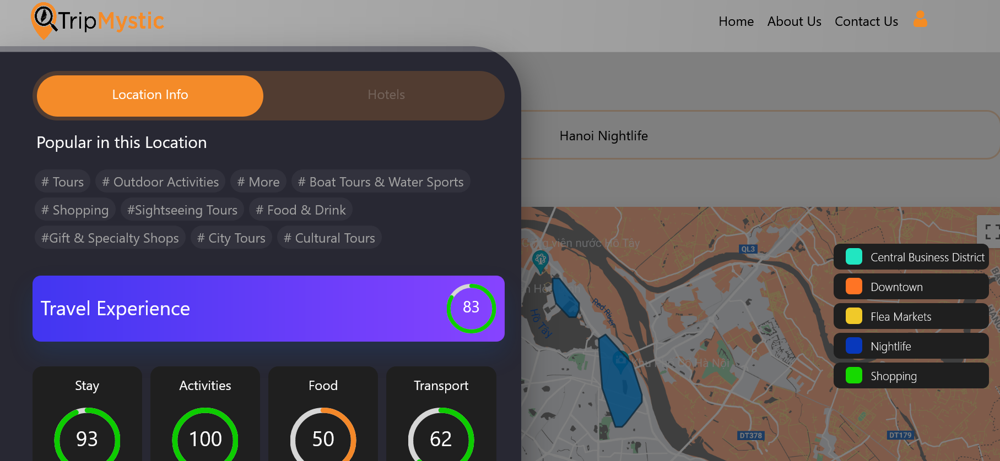 TripMystic
Home About Us Contact Us
Location Info Hotels
Popular in this Location
# Tours # Outdoor Activities # More # Boat Tours & Water Sports
# Shopping #Sightseeing Tours # Food & Drink
#Gift & Specialty Shops # City Tours # Cultural Tours
Travel Experience 83
Stay Activities Food Transport
93 100 50 62
Hanoi Nightlife
viên nước Hồ Tây
QL3
Red River
Hồ Tây
Hà Nội
DT378
DT179
Central Business District
Downtown
Flea Markets
Nightlife
Shopping